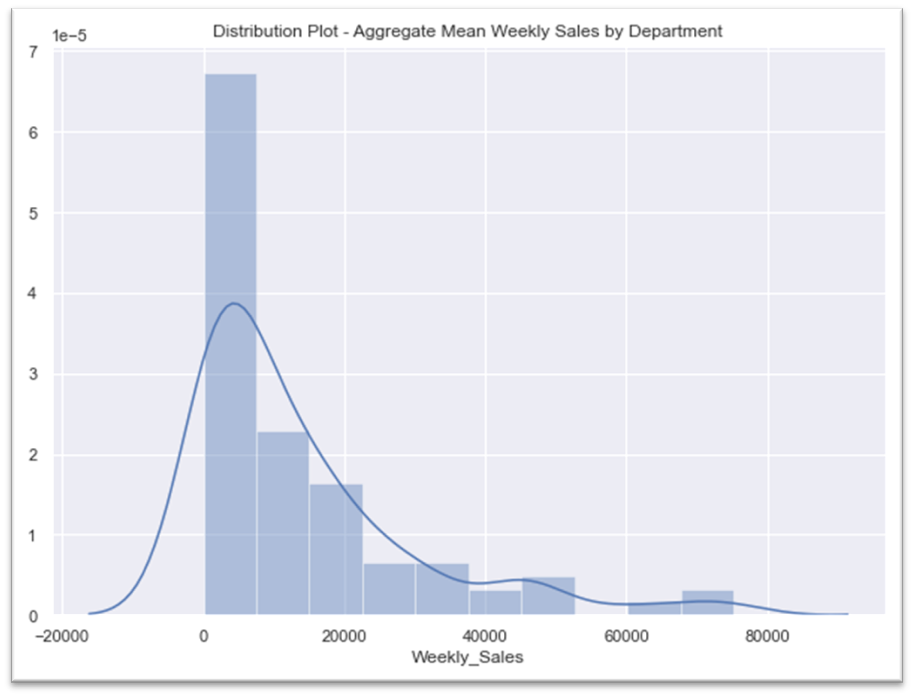 Distribution Plot - Aggregate Mean Weekly Sales by Department
1e−5
7
6
5
4
3
2
1
0
−20000 0 20000 40000 60000 80000
Weekly_Sales